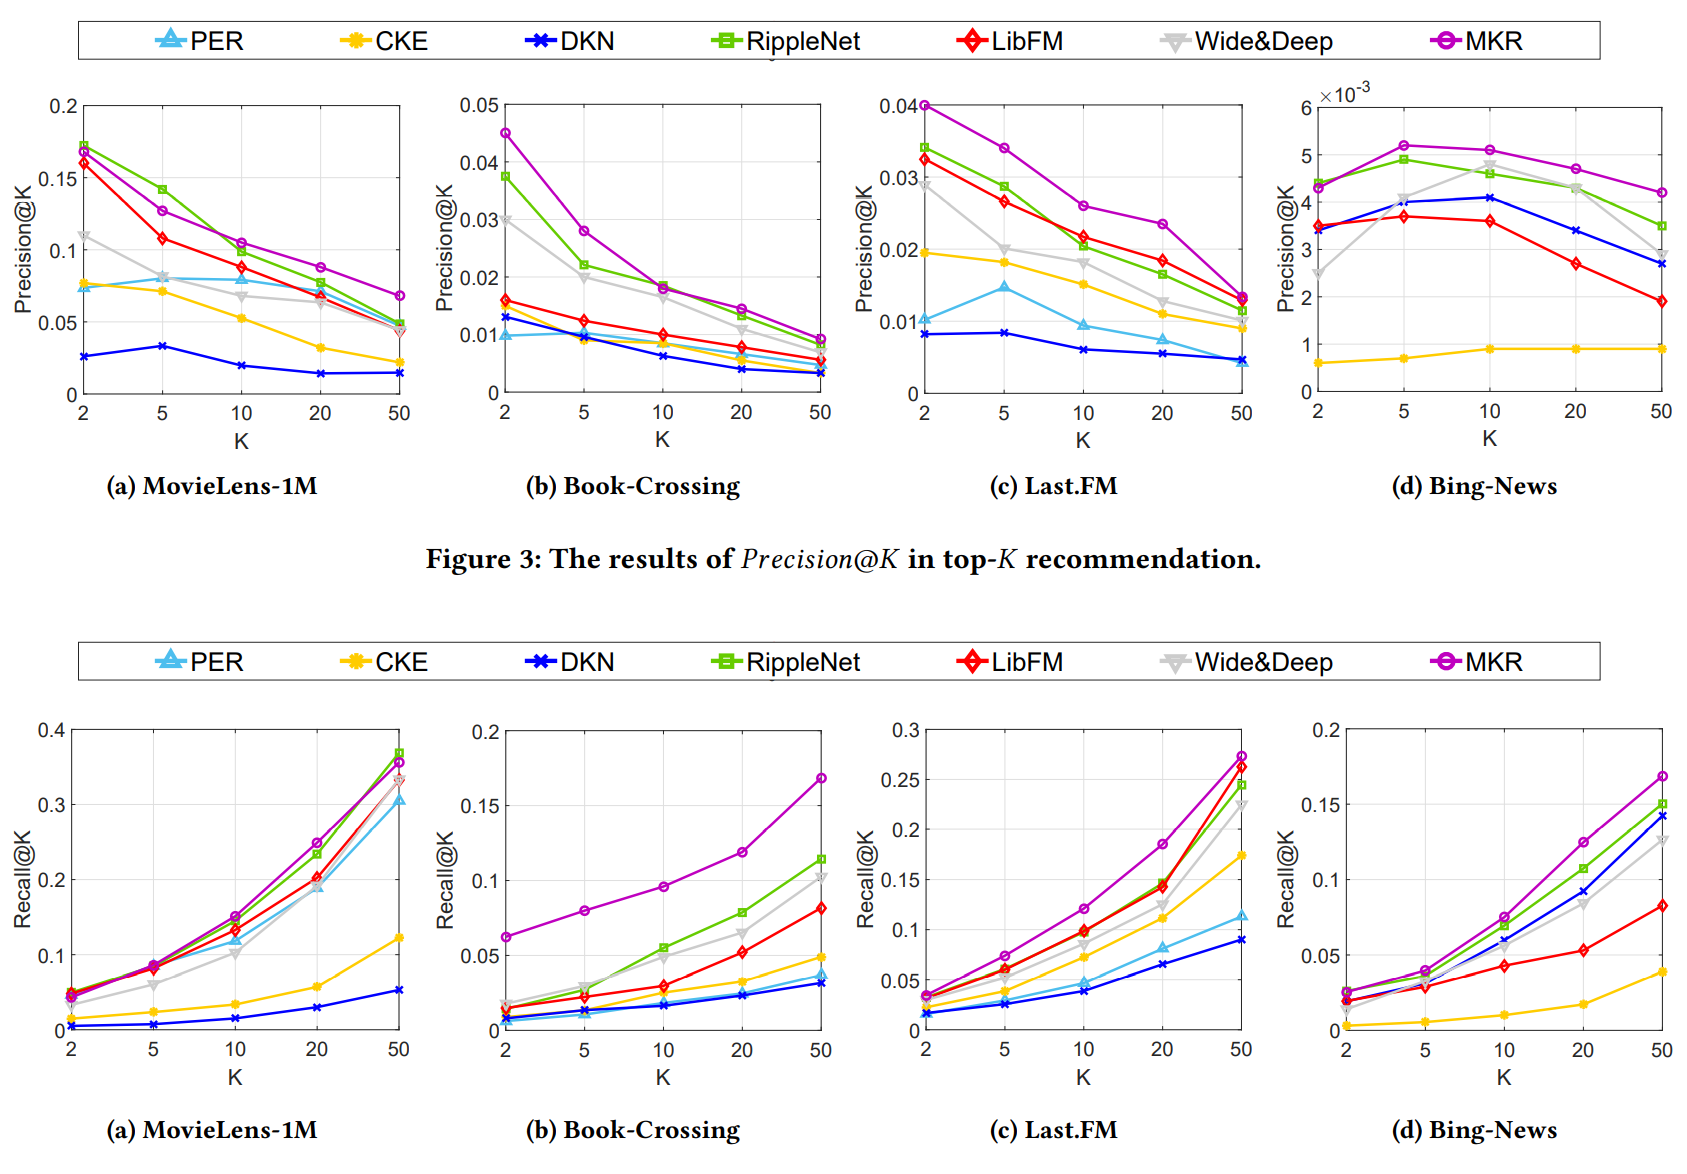 PER CKE DKN RippleNet LibFM Wide&Deep MKR
0.2
0.15
0.1
0.05
0
Precision@K
2 5 10 20 50
K
(a) MovieLens-1M
0.05
0.04
0.03
0.02
0.01
0
Precision@K
2 5 10 20 50
K
(b) Book-Crossing
0.04
0.03
0.02
0.01
0
Precision@K
2 5 10 20 50
K
(c) Last.FM
×10-3
6
5
4
3
2
1
0
Precision@K
2 5 10 20 50
K
(d) Bing-News
Figure 3: The results of Precision@K in top-K recommendation.
PER CKE DKN RippleNet LibFM Wide&Deep MKR
0.4
0.3
0.2
0.1
0
Recall@K
2 5 10 20 50
K
(a) MovieLens-1M
0.2
0.15
0.1
0.05
0
Recall@K
2 5 10 20 50
K
(b) Book-Crossing
0.3
0.25
0.2
0.15
0.1
0.05
0
Recall@K
2 5 10 20 50
K
(c) Last.FM
0.2
0.15
0.1
0.05
0
Recall@K
2 5 10 20 50
K
(d) Bing-News